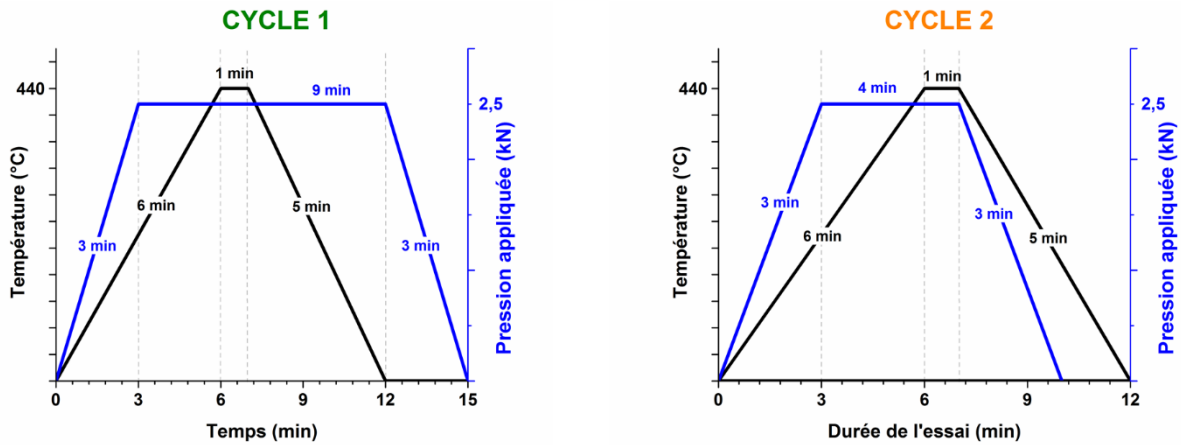 CYCLE 1
1 min
440
9 min
2,5
6 min
5 min
3 min
3 min
Température (°C)
Pression appliquée (kN)
0
3
6
9
12
15
Temps (min)
CYCLE 2
1 min
440
4 min
2,5
3 min
3 min
6 min
5 min
Température (°C)
Pression appliquée (kN)
0
3
6
9
12
Durée de l'essai (min)